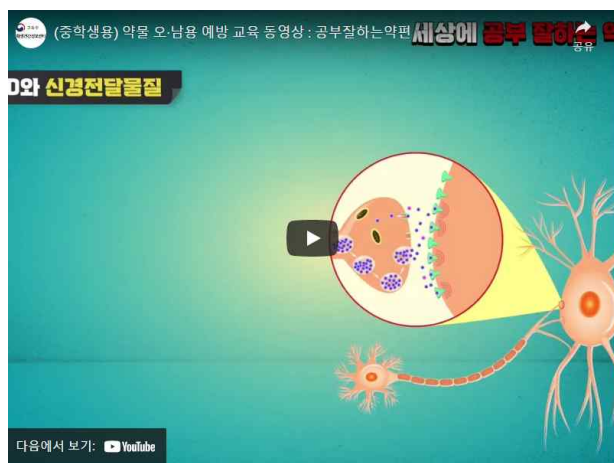 (중학생용) 약물 오·남용 예방 교육 동영상 : 공부잘하는약편
세상에 공부 잘하는
공유
D와 신경전달물질
다음에서 보기: YouTube